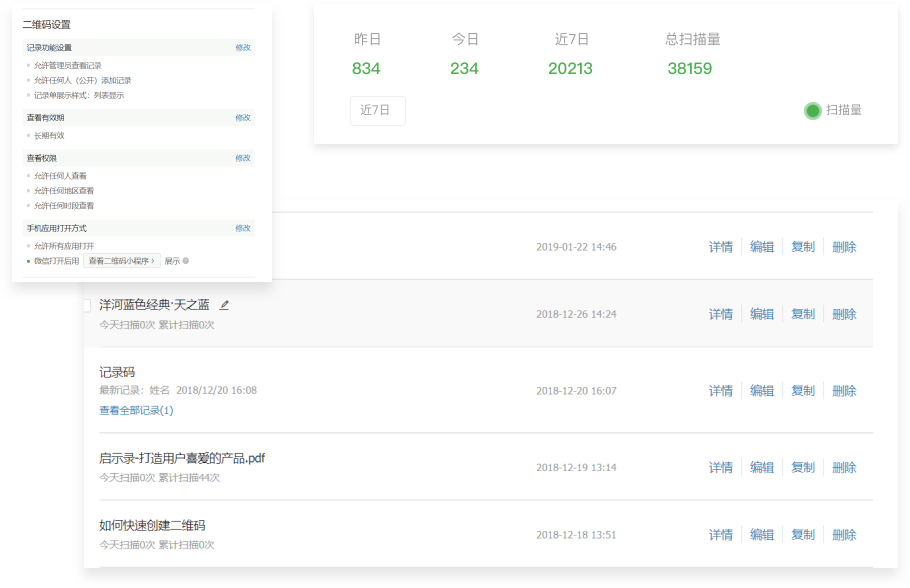 二维码设置
记录功能设置 修改
允许管理员查看记录
允许任何人（公开）添加记录
记录单展示样式：列表显示
查看有效期 修改
长期有效
查看权限 修改
允许任何人查看
允许任何地区查看
允许任何时段查看
手机应用打开方式 修改
允许所有应用打开
微信打开后用 查看二维码小程序 › 展示
昨日 今日 近7日 总扫描量
834 234 20213 38159
近7日 扫描量
2019-01-22 14:46 详情 编辑 复制 删除
洋河蓝色经典·天之蓝
今天扫描0次 累计扫描0次
2018-12-26 14:24 详情 编辑 复制 删除
记录码
最新记录：姓名 2018/12/20 16:08
查看全部记录(1)
2018-12-20 16:07 详情 编辑 复制 删除
启示录-打造用户喜爱的产品.pdf
今天扫描0次 累计扫描44次
2018-12-19 13:14 详情 编辑 复制 删除
如何快速创建二维码
今天扫描0次 累计扫描0次
2018-12-18 13:51 详情 编辑 复制 删除